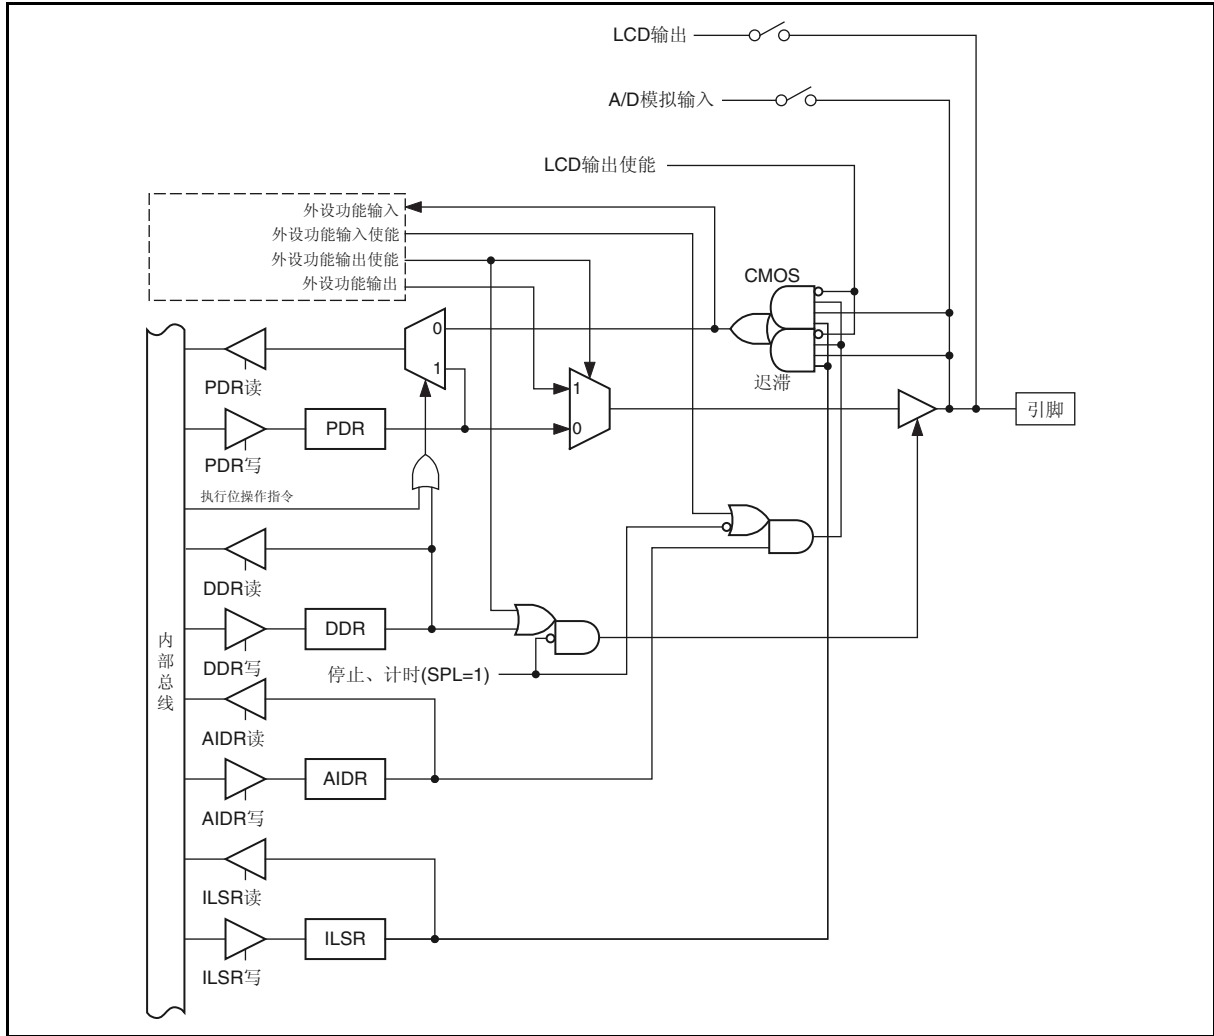 LCD输出
A/D模拟输入
LCD输出使能
外设功能输入
外设功能输入使能
外设功能输出使能
外设功能输出
CMOS
0
1
迟滞
PDR读
1
0
引脚
PDR
PDR写
执行位操作指令
DDR读
DDR
DDR写
停止、计时(SPL=1)
内部总线
AIDR读
AIDR
AIDR写
ILSR读
ILSR
ILSR写